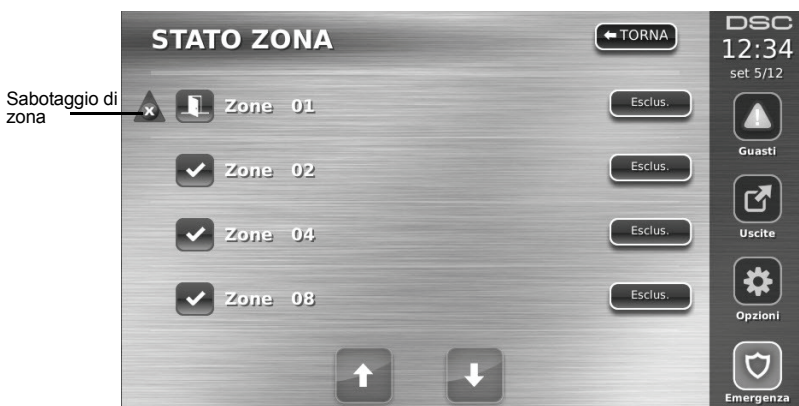 STATO ZONA
TORNA
DSC
12:34
set 5/12
Sabotaggio di
zona
Zone 01
Esclus.
Guasti
Zone 02
Esclus.
Uscite
Zone 04
Esclus.
Zone 08
Esclus.
Opzioni
Emergenza